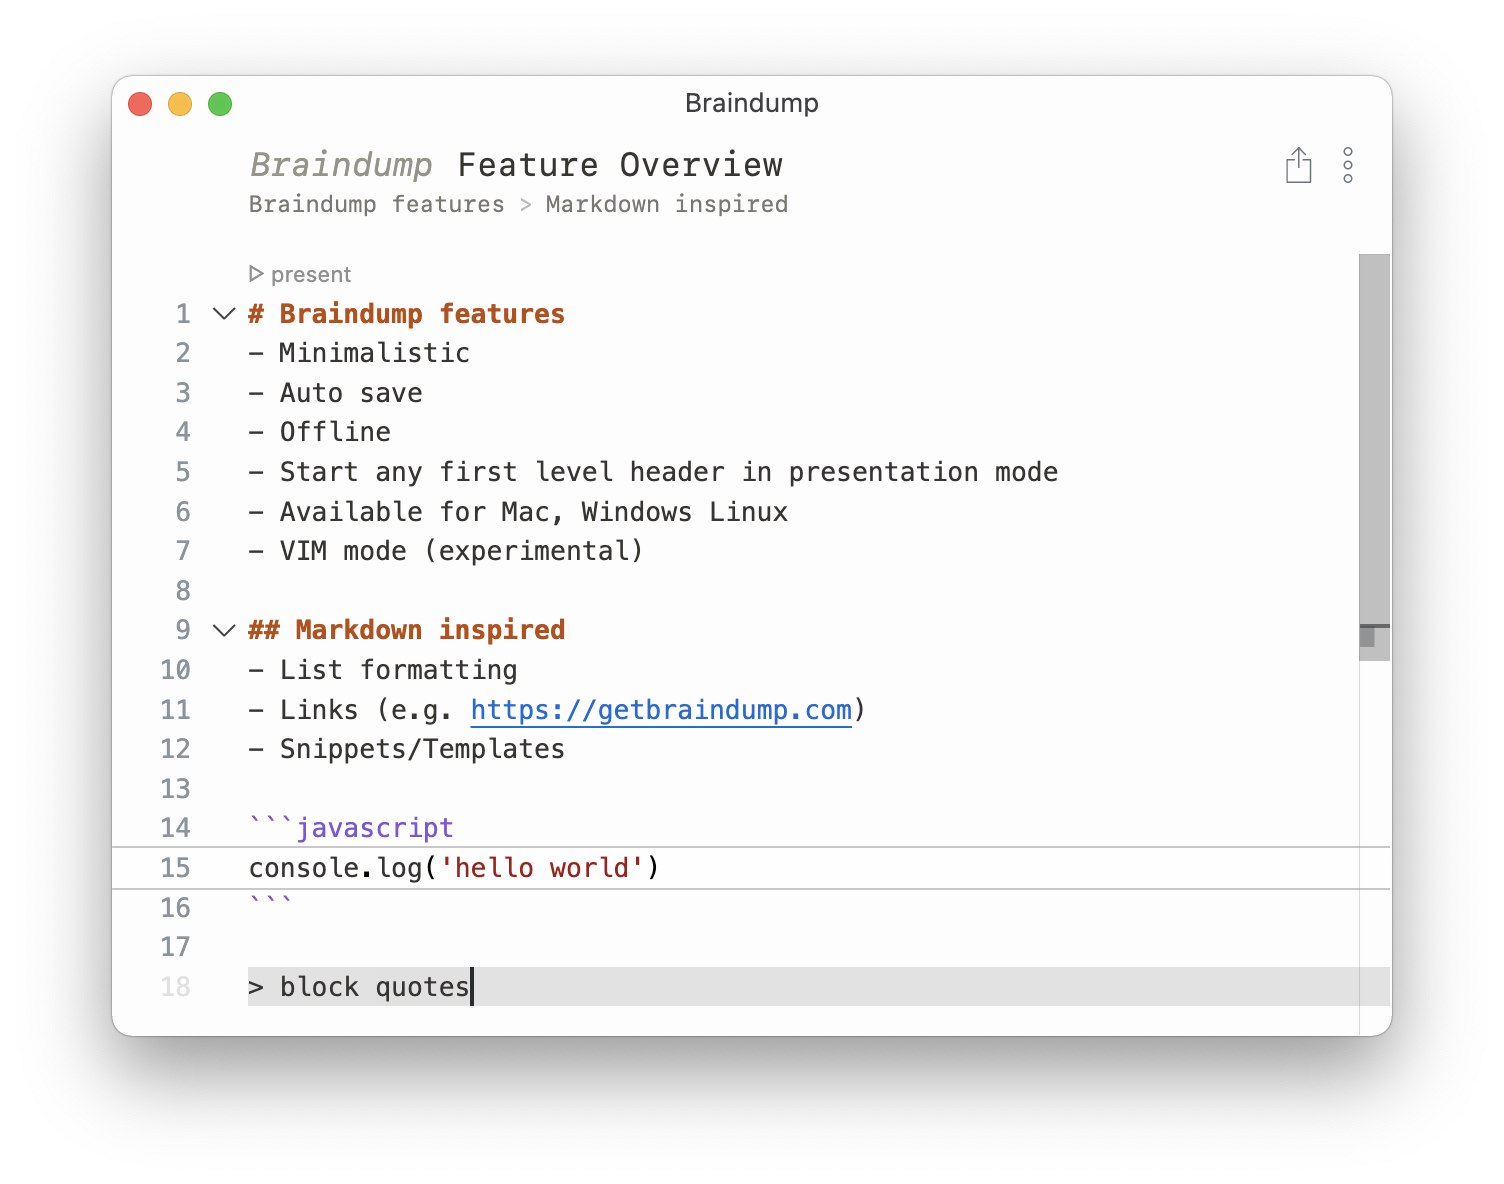 Braindump
Braindump Feature Overview
Braindump features > Markdown inspired
present
1 # Braindump features
2 - Minimalistic
3 - Auto save
4 - Offline
5 - Start any first level header in presentation mode
6 - Available for Mac, Windows Linux
7 - VIM mode (experimental)
8
9 ## Markdown inspired
10 - List formatting
11 - Links (e.g. https://getbraindump.com)
12 - Snippets/Templates
13
14 ```javascript
15 console.log('hello world')
16 ```
17
18 > block quotes